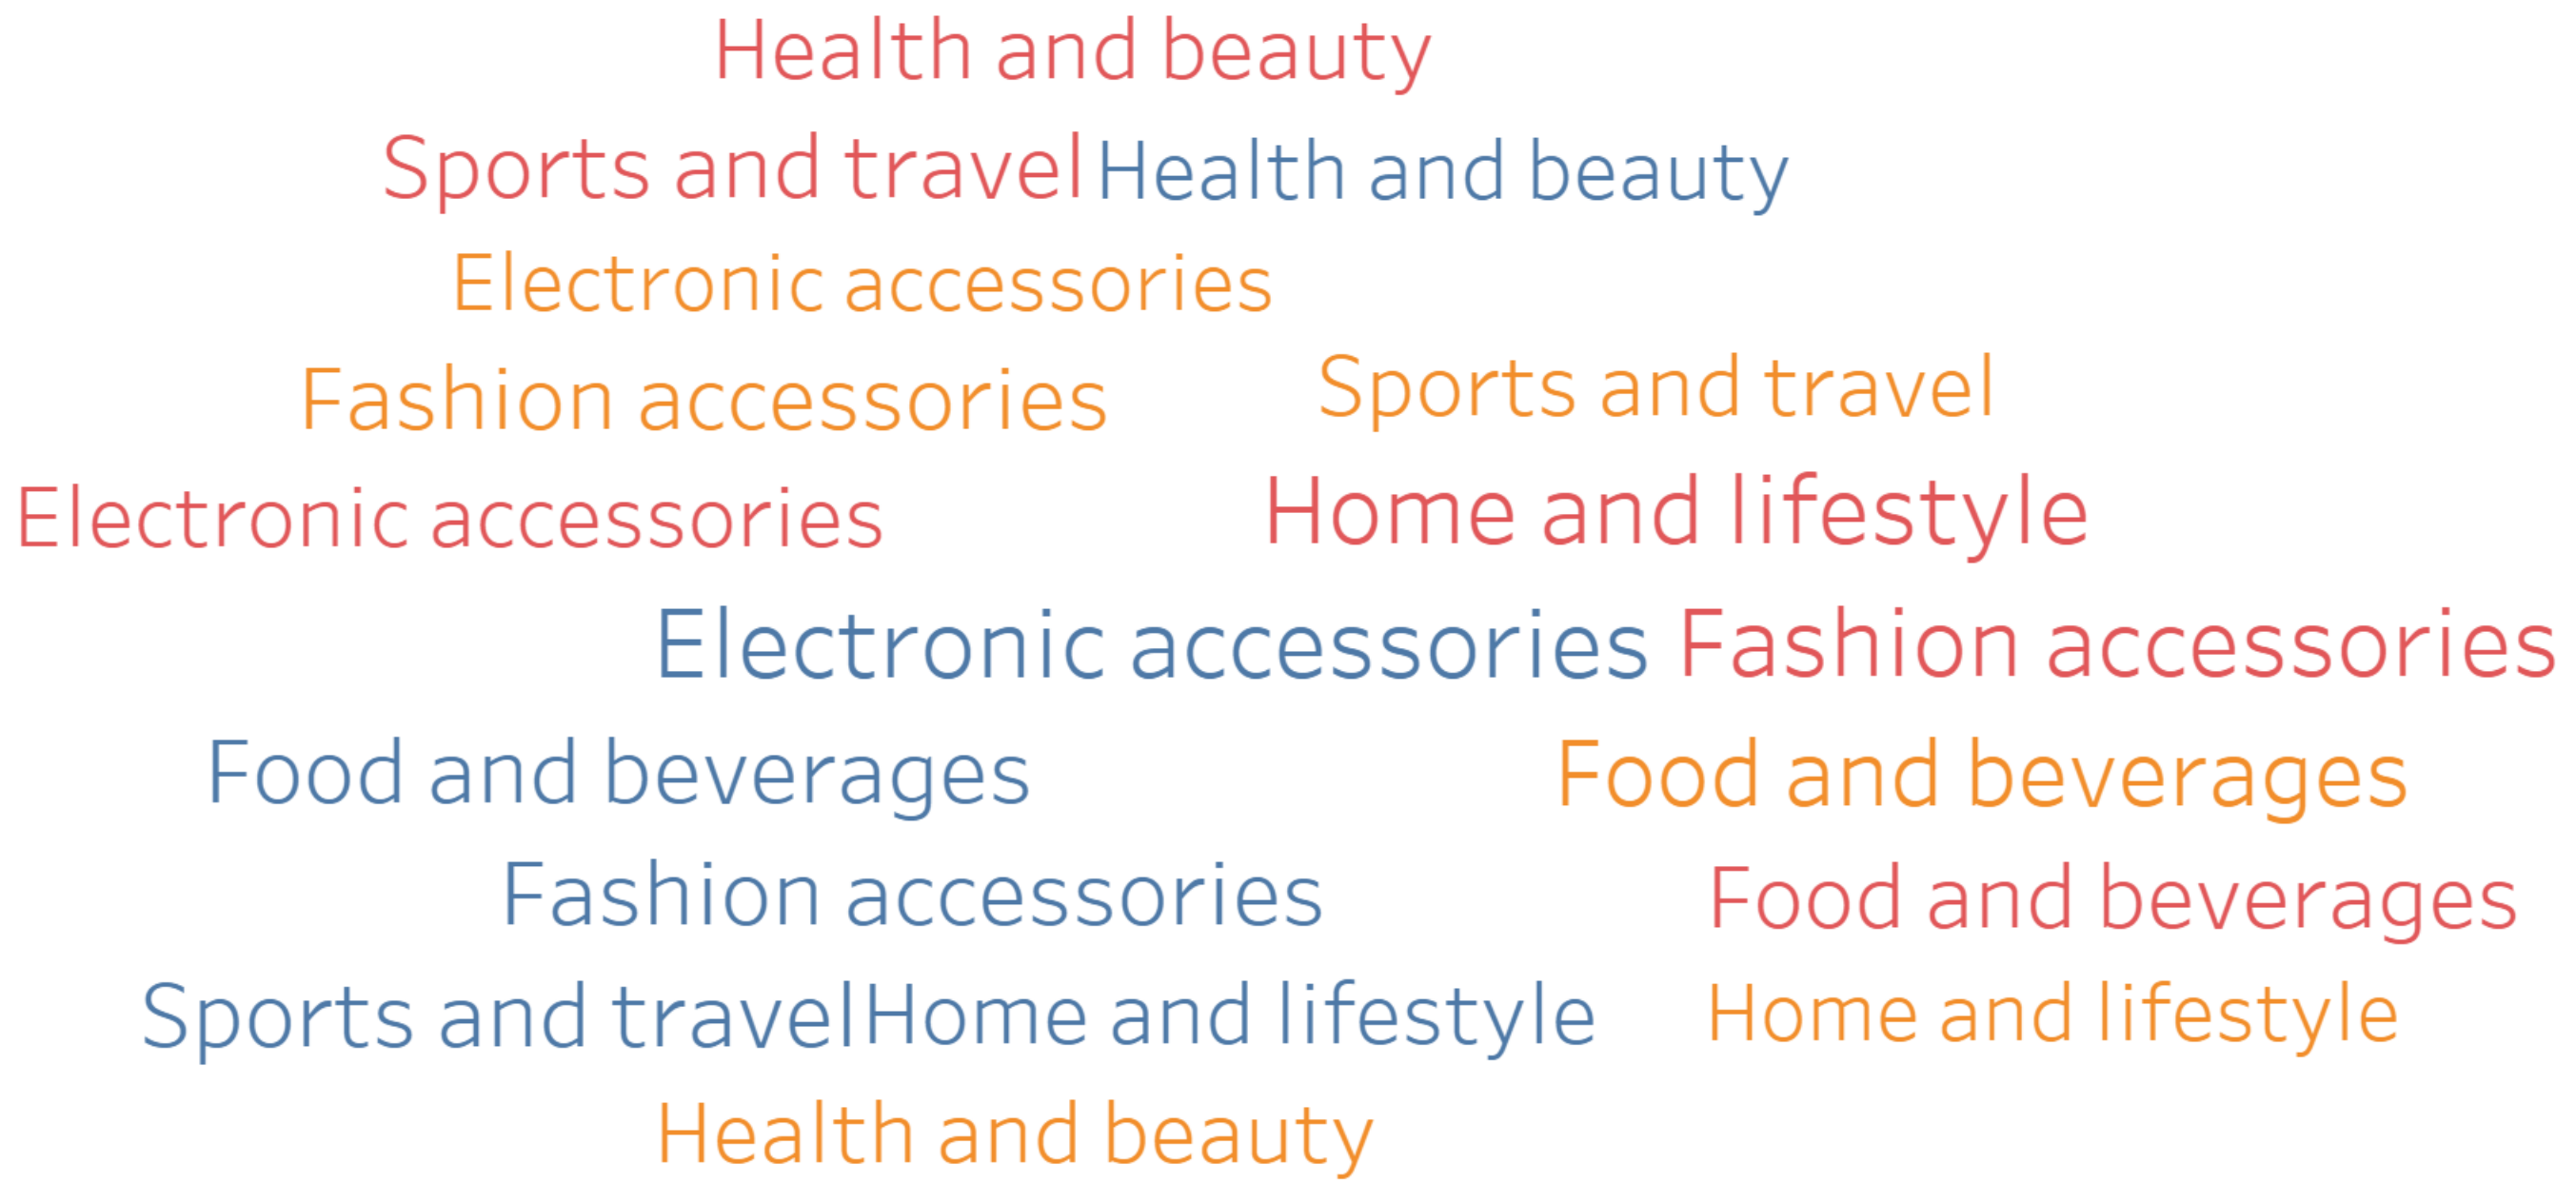 Health and beauty
Sports and travel Health and beauty
Electronic accessories
Fashion accessories Sports and travel
Electronic accessories Home and lifestyle
Electronic accessories Fashion accessories
Food and beverages Food and beverages
Fashion accessories Food and beverages
Sports and travel Home and lifestyle Home and lifestyle
Health and beauty